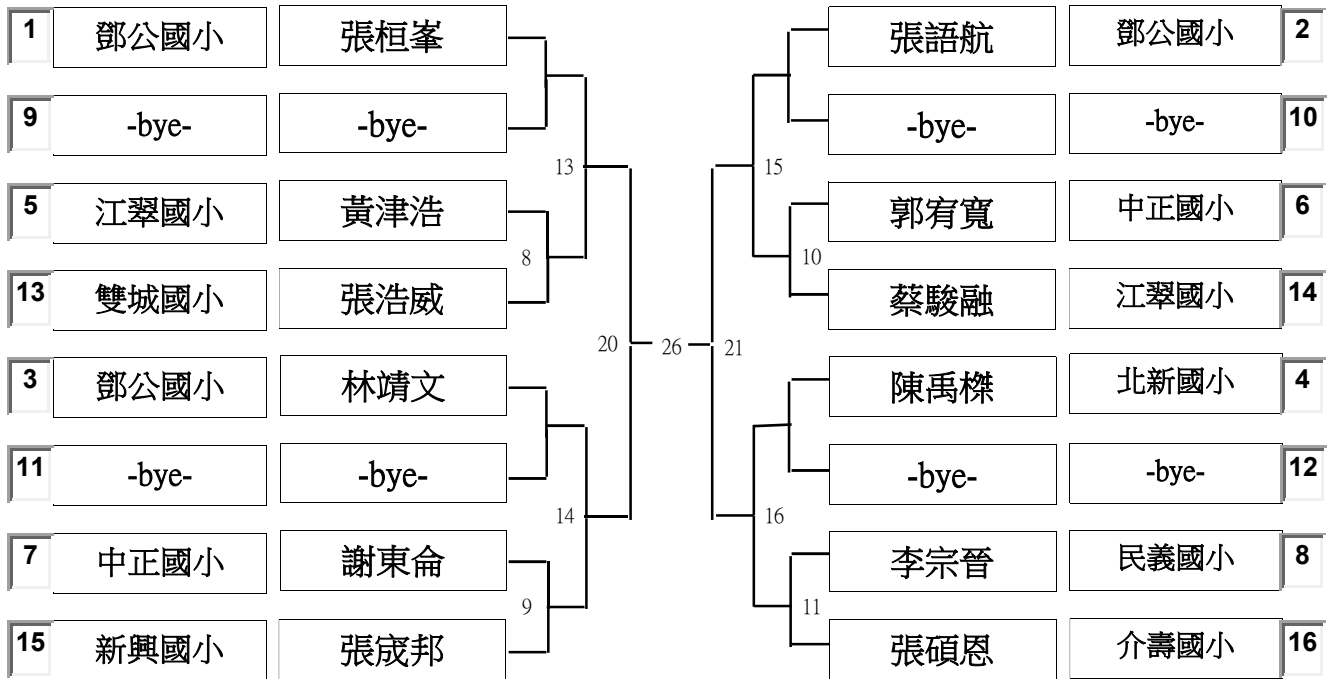 1 鄧公國小 張桓峯 張語航 鄧公國小 2
9 -bye- -bye- -bye- -bye- 10
13 15
5 江翠國小 黃津浩 郭宥寬 中正國小 6
8 10
13 雙城國小 張浩威 蔡駿融 江翠國小 14
20 26 21
3 鄧公國小 林靖文 陳禹榤 北新國小 4
11 -bye- -bye- -bye- -bye- 12
14 16
7 中正國小 謝東侖 李宗晉 民義國小 8
9 11
15 新興國小 張宬邦 張碩恩 介壽國小 16